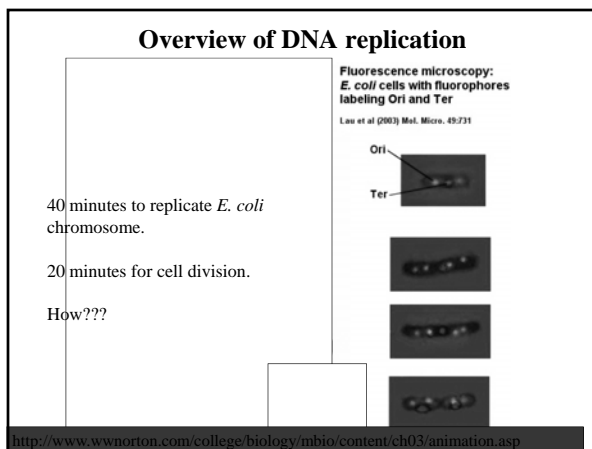 Overview of DNA replication
Fluorescence microscopy:
E. coli cells with fluorophores
labeling Ori and Ter
Lau et al (2003) Mol. Micro. 49:731
Ori
Ter
40 minutes to replicate E. coli
chromosome.
20 minutes for cell division.
How???
http://www.wwnorton.com/college/biology/mbio/content/ch03/animation.asp